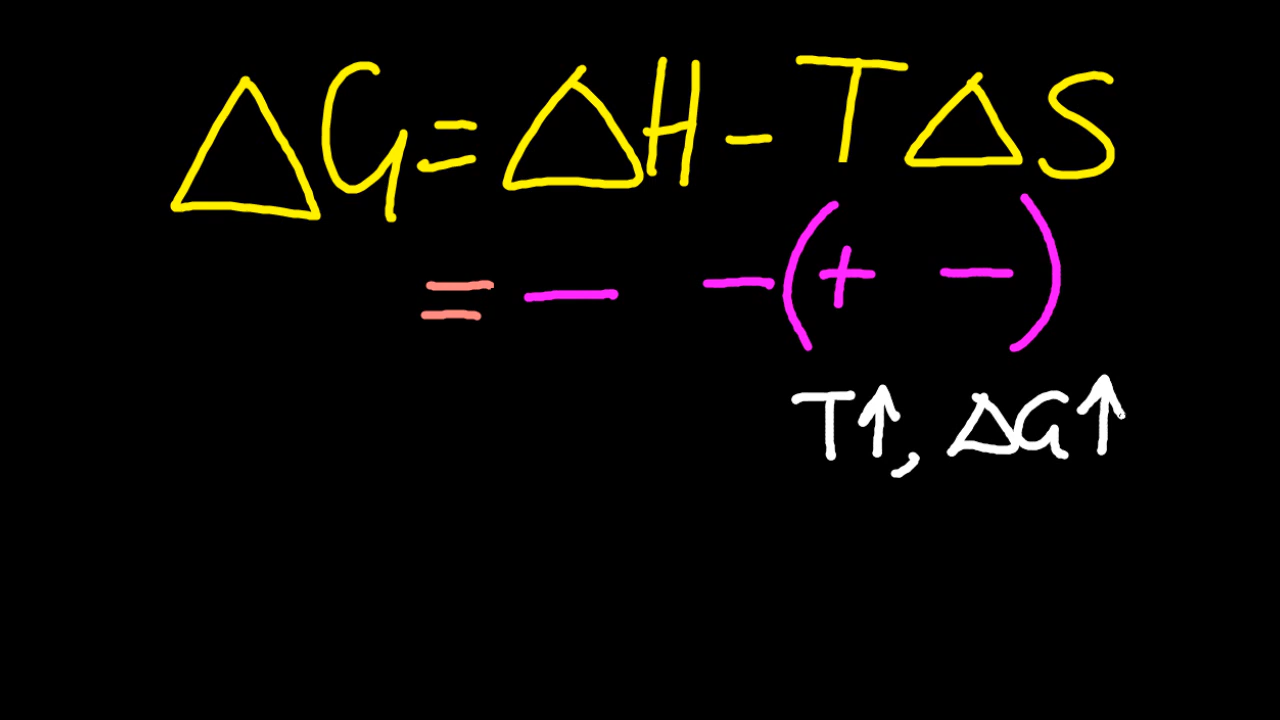 ΔG=ΔH-TΔS
=- -(+ -)
T↑, ΔG↑